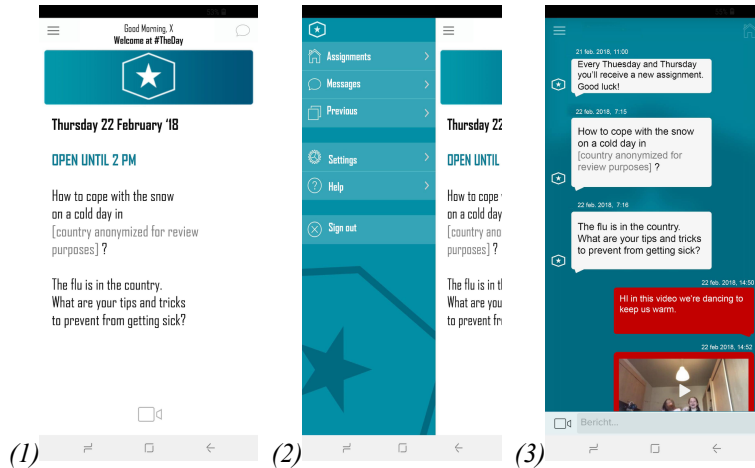 Good Morning, X
Welcome at #TheDay
Thursday 22 February '18
OPEN UNTIL 2 PM
How to cope with the snow
on a cold day in
[country anonymized for review
purposes] ?
The flu is in the country.
What are your tips and tricks
to prevent from getting sick?
(1)
Assignments
Messages
Previous
Settings
Help
Sign out
Thursday 22
OPEN UNTIL
How to cope
on a cold day
[country ano
purposes] ?
The flu is in t
What are you
to prevent fr
(2)
21 feb. 2018, 11:00
Every Thuesday and Thursday
you'll receive a new assignment.
Good luck!
22 feb. 2018, 7:15
How to cope with the snow
on a cold day in
[country anonymized for
review purposes] ?
22 feb. 2018, 7:16
The flu is in the country.
What are your tips and tricks
to prevent from getting sick?
22 feb. 2018, 14:50
HI in this video we're dancing to
keep us warm.
22 feb 2018, 14:52
Bericht...
(3)